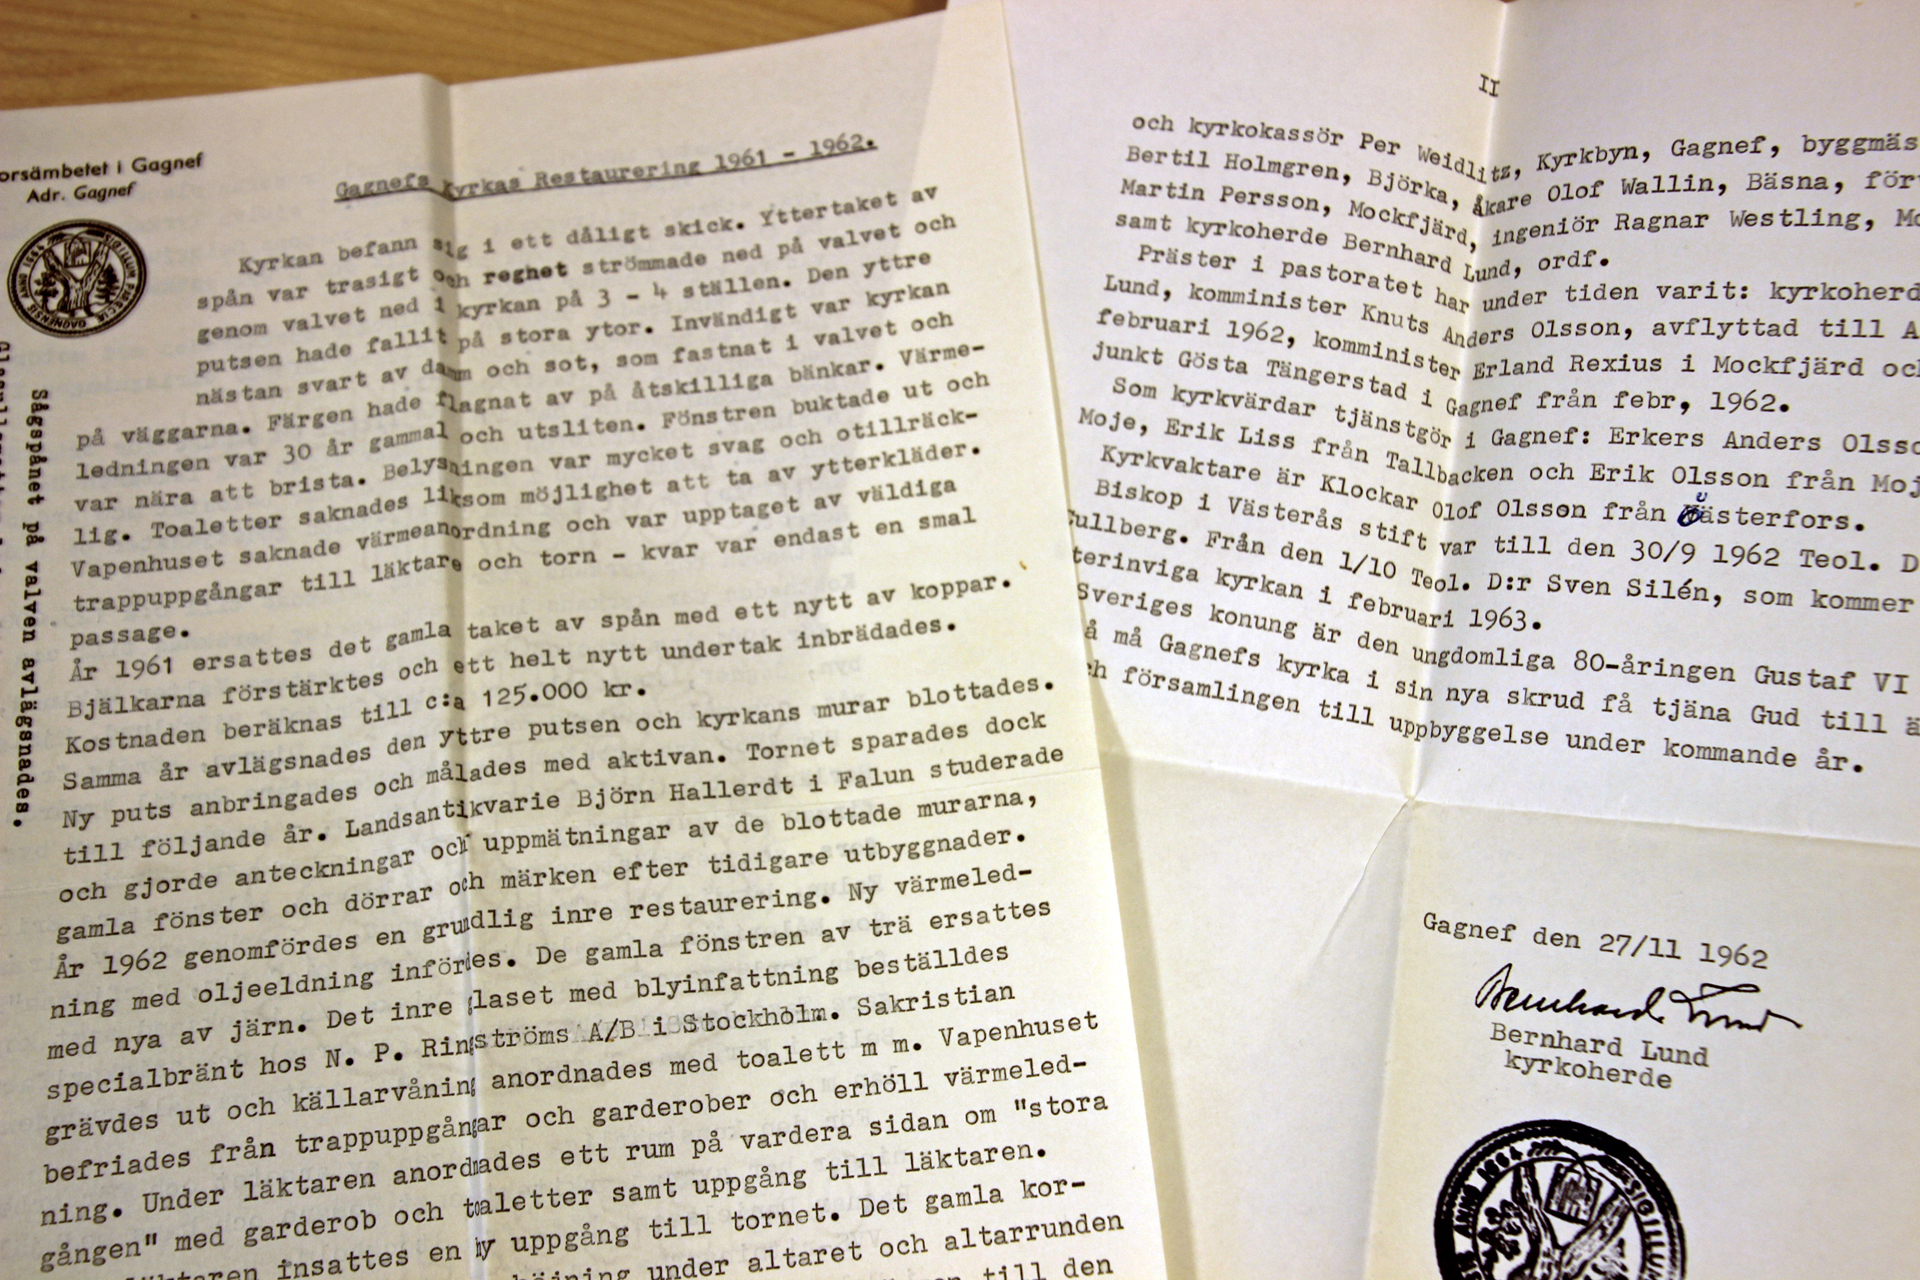 orsämbetet i Gagnef
Adr. Gagnef
Gagnefs kyrkas Restaurering 1961 - 1962.
Kyrkan befann sig i ett dåligt skick. Yttertaket av
spån var trasigt och regnet strömmade ned på valvet och
genom valvet ned i kyrkan på 3 - 4 ställen. Den yttre
putsen hade fallit på stora ytor. Invändigt var kyrkan
nästan svart av damm och sot, som fastnat i valvet och
på väggarna. Färgen hade flagnat av på åtskilliga bänkar. Värme-
ledningen var 30 år gammal och utsliten. Fönstren buktade ut och
var nära att brista. Belysningen var mycket svag och otillräck-
lig. Toaletter saknades liksom möjlighet att ta av ytterkläder.
Vapenhuset saknade värmeanordning och var upptaget av väldiga
trappuppgångar till läktare och torn - kvar var endast en smal
passage.
År 1961 ersattes det gamla taket av spån med ett nytt av koppar.
Bjälkarna förstärktes och ett helt nytt undertak inbrädades.
Kostnaden beräknas till c:a 125.000 kr.
Samma år avlägsnades den yttre putsen och kyrkans murar blottades.
Ny puts anbringades och målades med aktivan. Tornet sparades dock
till följande år. Landsantikvarie Björn Hallerdt i Falun studerade
och gjorde anteckningar och uppmätningar av de blottade murarna,
gamla fönster och dörrar och märken efter tidigare utbyggnader.
År 1962 genomfördes en grundlig inre restaurering. Ny värmeled-
ning med oljeeldning infördes. De gamla fönstren av trä ersattes
med nya av järn. Det inre glaset med blyinfattning beställdes
specialbränt hos N. P. Ringströms A/B i Stockholm. Sakristian
grävdes ut och källarvåning anordnades med toalett m m. Vapenhuset
befriades från trappuppgångar och garderober och erhöll värmeled-
ning. Under läktaren anordnades ett rum på vardera sidan om "stora
gången" med garderob och toaletter samt uppgång till läktaren.
läktaren insattes en ny uppgång till tornet. Det gamla kor-
höjning under altaret och altarrunden
till den
Sågspånet på valven avlägsnades.
II
och kyrkokassör Per Weidlitz, Kyrkbyn, Gagnef, byggmäs
Bertil Holmgren, Björka, åkare Olof Wallin, Bäsna, för
Martin Persson, Mockfjärd, ingeniör Ragnar Westling, Mo
samt kyrkoherde Bernhard Lund, ordf.
Präster i pastoratet har under tiden varit: kyrkoherd
Lund, komminister Knuts Anders Olsson, avflyttad till A
februari 1962, komminister Erland Rexius i Mockfjärd oc
junkt Gösta Tängerstad i Gagnef från febr, 1962.
Som kyrkvärdar tjänstgör i Gagnef: Erkers Anders Olsso
Moje, Erik Liss från Tallbacken och Erik Olsson från Moj
Kyrkvaktare är Klockar Olof Olsson från Västerfors.
Biskop i Västerås stift var till den 30/9 1962 Teol. D
Gullberg. Från den 1/10 Teol. D:r Sven Silén, som kommer
terinviga kyrkan i februari 1963.
Sveriges konung är den ungdomliga 80-åringen Gustaf VI
å må Gagnefs kyrka i sin nya skrud få tjäna Gud till ä
ch församlingen till uppbyggelse under kommande år.
Gagnef den 27/11 1962
Bernhard Lund
Bernhard Lund
kyrkoherde
ANNO 1664
SIGILLUM